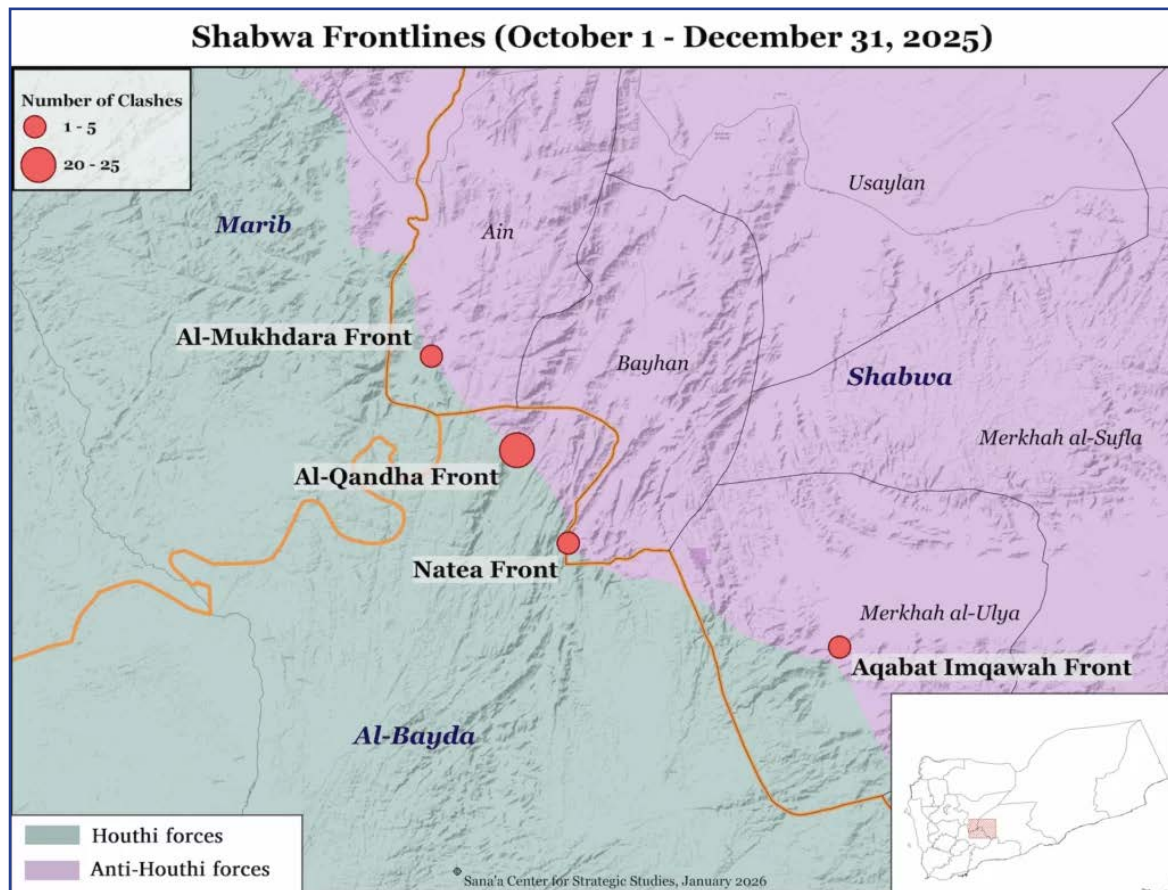 Shabwa Frontlines (October 1 - December 31, 2025)
Number of Clashes
1 - 5
20 - 25
Usaylan
Marib
Ain
Al-Mukhdara Front
Bayhan
Shabwa
Merkhah al-Sufla
Al-Qandha Front
Natea Front
Merkhah al-Ulya
Aqabat Imqawah Front
Al-Bayda
Houthi forces
Anti-Houthi forces
Sana'a Center for Strategic Studies, January 2026